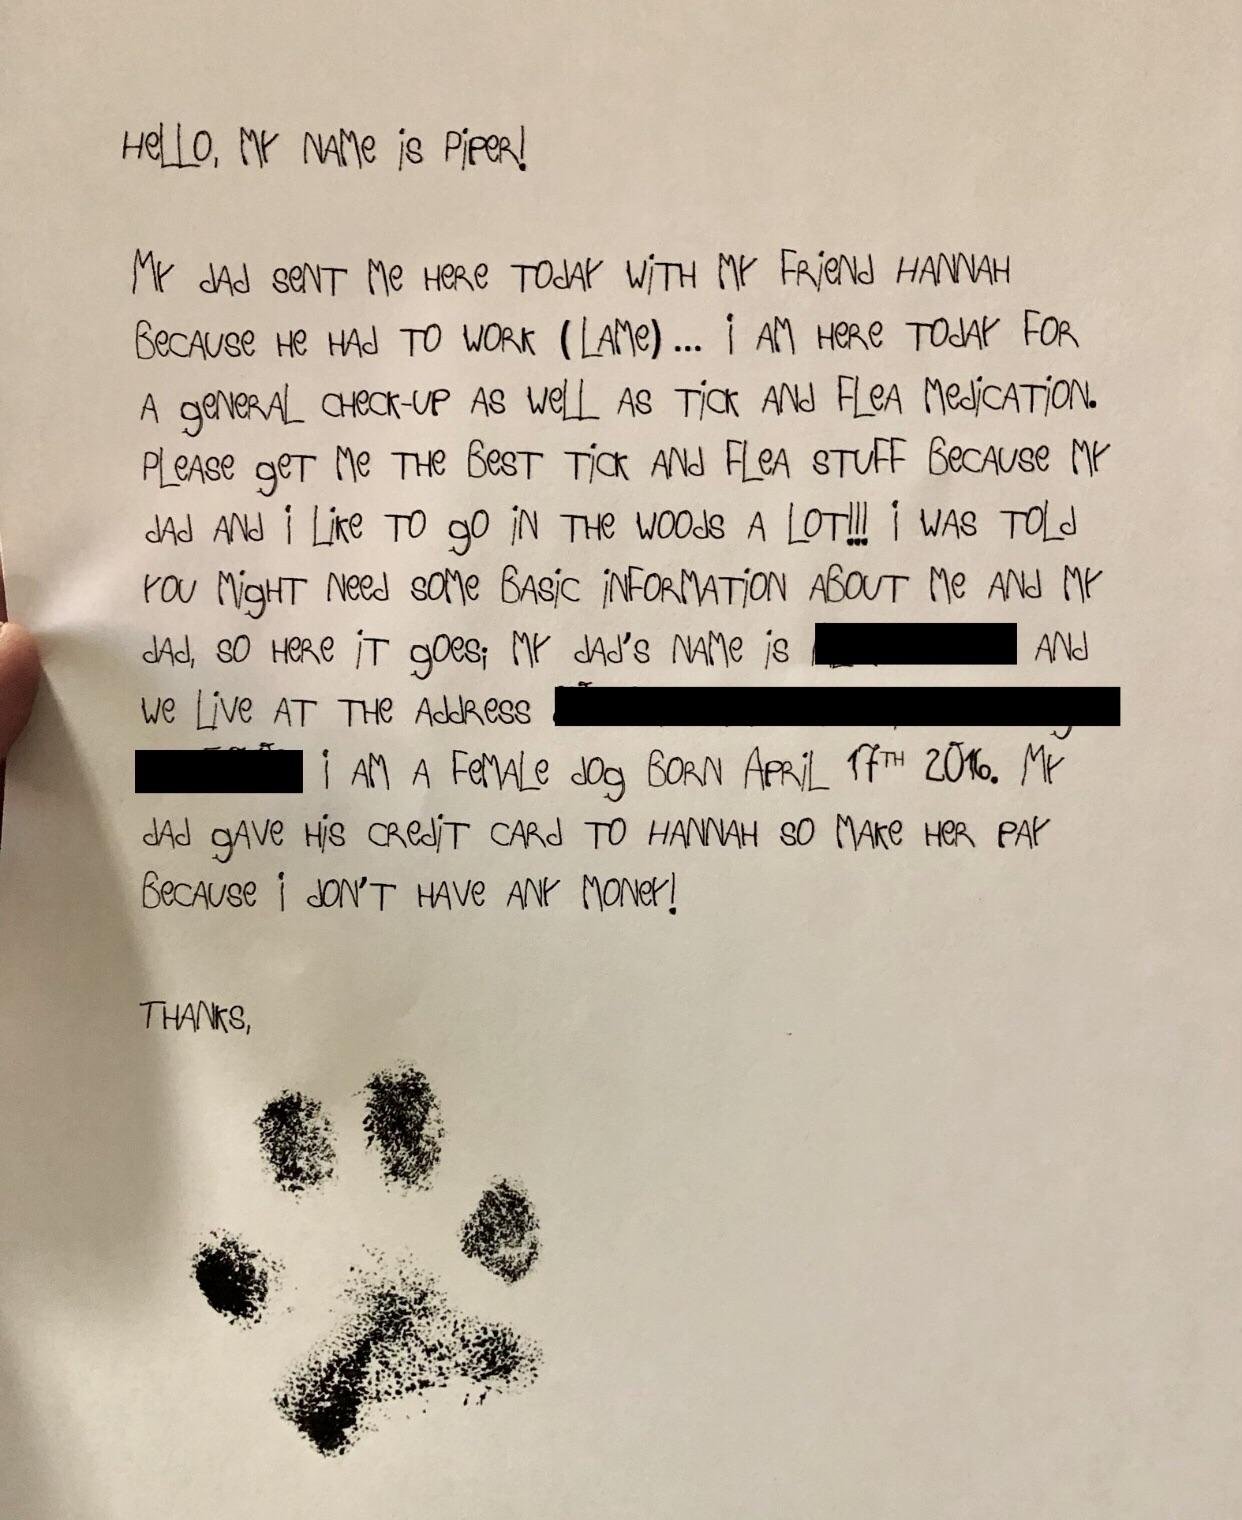 HeLLO, MY NAMe is PiPER!
MY dAd seNT Me HeRe TOdAY WiTH MY FRieNd HANNAH
BeCAUSe He HAd TO WORK (LAMe)... i AM HeRe TOdAY FOR
A geNeRAL CHeCK-UP AS WeLL AS TiCK ANd FLeA MediCATiON.
PLeASe geT Me THe BeST TiCK ANd FLeA STUFF BeCAUSe MY
dAd ANd i LiKe TO gO iN THe WOOds A LOT!!! i WAS TOLd
YOU MigHT Need SOMe BASiC iNFORMATiON ABOUT Me ANd MY
dAd, SO HeRe iT gOes; MY dAd'S NAMe is ANd
We LiVe AT THe AddRess
i AM A FeMALe dOg BORN APRiL 17TH 2016. MY
dAd gAVe His CRediT CARd TO HANNAH SO MAKe HeR PAY
BeCAUSe i dON'T HAVe ANY MONeY!
THANKS,